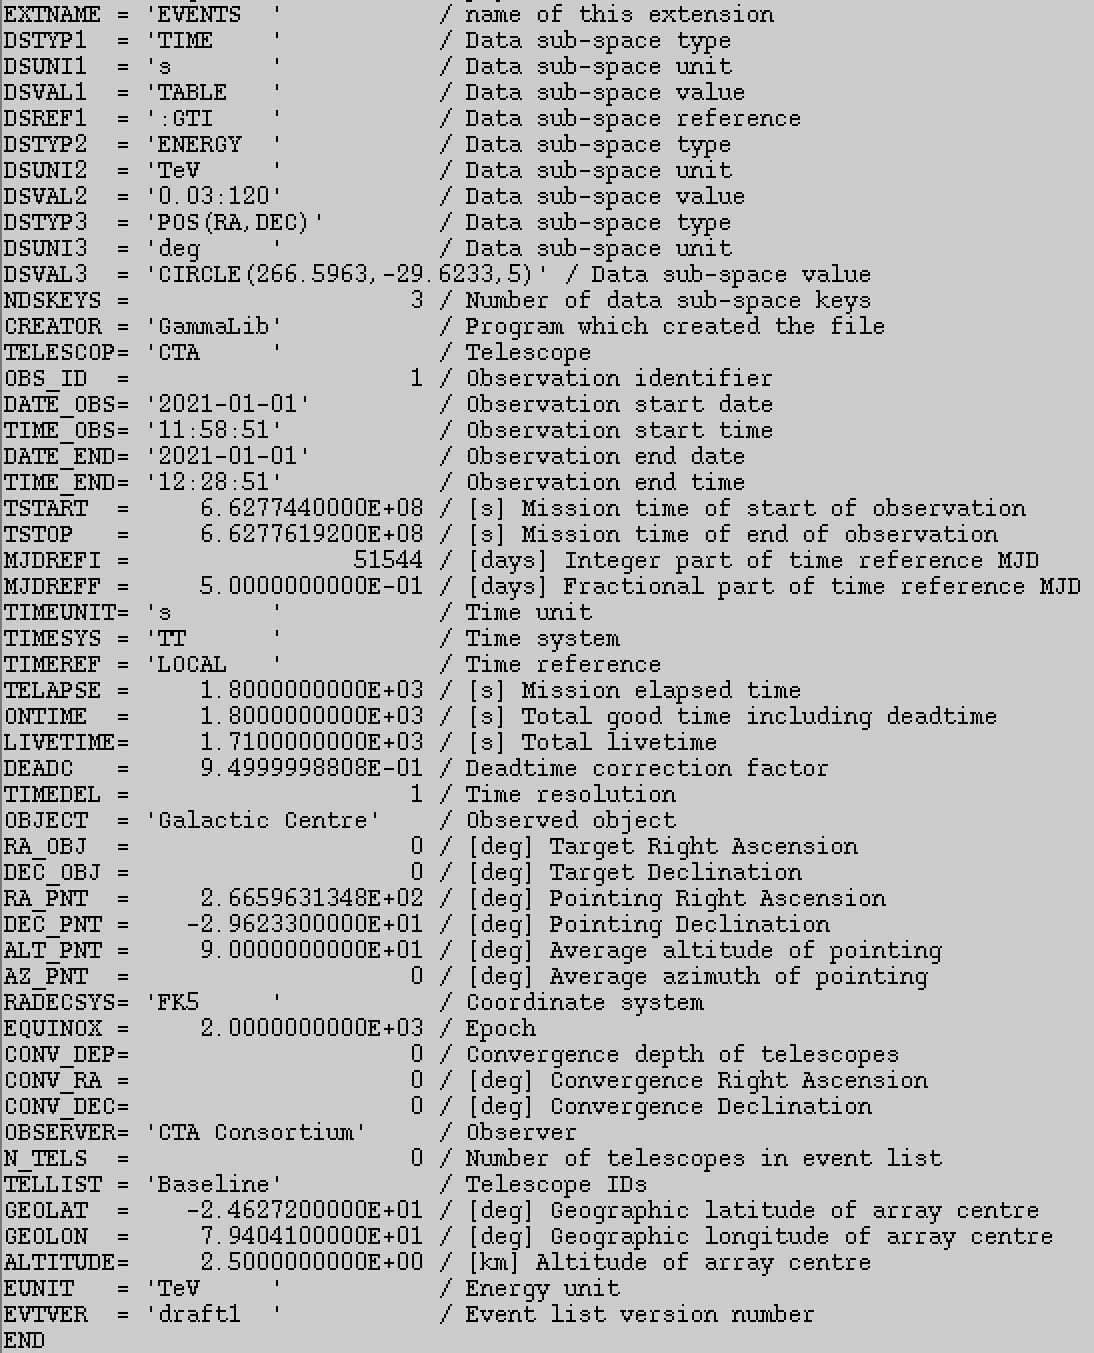 EXTNAME = 'EVENTS  '           / name of this extension
DSTYP1  = 'TIME    '           / Data sub-space type
DSUNI1  = 's       '           / Data sub-space unit
DSVAL1  = 'TABLE   '           / Data sub-space value
DSREF1  = ':GTI    '           / Data sub-space reference
DSTYP2  = 'ENERGY  '           / Data sub-space type
DSUNI2  = 'TeV     '           / Data sub-space unit
DSVAL2  = '0.03:120'           / Data sub-space value
DSTYP3  = 'POS(RA,DEC)'        / Data sub-space type
DSUNI3  = 'deg     '           / Data sub-space unit
DSVAL3  = 'CIRCLE(266.5963,-29.6233,5)' / Data sub-space value
NDSKEYS =                    3 / Number of data sub-space keys
CREATOR = 'GammaLib'           / Program which created the file
TELESCOP= 'CTA     '           / Telescope
OBS_ID  =                    1 / Observation identifier
DATE_OBS= '2021-01-01'         / Observation start date
TIME_OBS= '11:58:51'           / Observation start time
DATE_END= '2021-01-01'         / Observation end date
TIME_END= '12:28:51'           / Observation end time
TSTART  =     6.6277440000E+08 / [s] Mission time of start of observation
TSTOP   =     6.6277619200E+08 / [s] Mission time of end of observation
MJDREFI =                51544 / [days] Integer part of time reference MJD
MJDREFF =     5.0000000000E-01 / [days] Fractional part of time reference MJD
TIMEUNIT= 's       '           / Time unit
TIMESYS = 'TT      '           / Time system
TIMEREF = 'LOCAL   '           / Time reference
TELAPSE =     1.8000000000E+03 / [s] Mission elapsed time
ONTIME  =     1.8000000000E+03 / [s] Total good time including deadtime
LIVETIME=     1.7100000000E+03 / [s] Total livetime
DEADC   =     9.4999998808E-01 / Deadtime correction factor
TIMEDEL =                    1 / Time resolution
OBJECT  = 'Galactic Centre'    / Observed object
RA_OBJ  =                    0 / [deg] Target Right Ascension
DEC_OBJ =                    0 / [deg] Target Declination
RA_PNT  =     2.6659631348E+02 / [deg] Pointing Right Ascension
DEC_PNT =    -2.9623300000E+01 / [deg] Pointing Declination
ALT_PNT =     9.0000000000E+01 / [deg] Average altitude of pointing
AZ_PNT  =                    0 / [deg] Average azimuth of pointing
RADECSYS= 'FK5     '           / Coordinate system
EQUINOX =     2.0000000000E+03 / Epoch
CONV_DEP=                    0 / Convergence depth of telescopes
CONV_RA =                    0 / [deg] Convergence Right Ascension
CONV_DEC=                    0 / [deg] Convergence Declination
OBSERVER= 'CTA Consortium'     / Observer
N_TELS  =                    0 / Number of telescopes in event list
TELLIST = 'Baseline'           / Telescope IDs
GEOLAT  =    -2.4627200000E+01 / [deg] Geographic latitude of array centre
GEOLON  =     7.9404100000E+01 / [deg] Geographic longitude of array centre
ALTITUDE=     2.5000000000E+00 / [km] Altitude of array centre
EUNIT   = 'TeV     '           / Energy unit
EVTVER  = 'draft1  '           / Event list version number
END